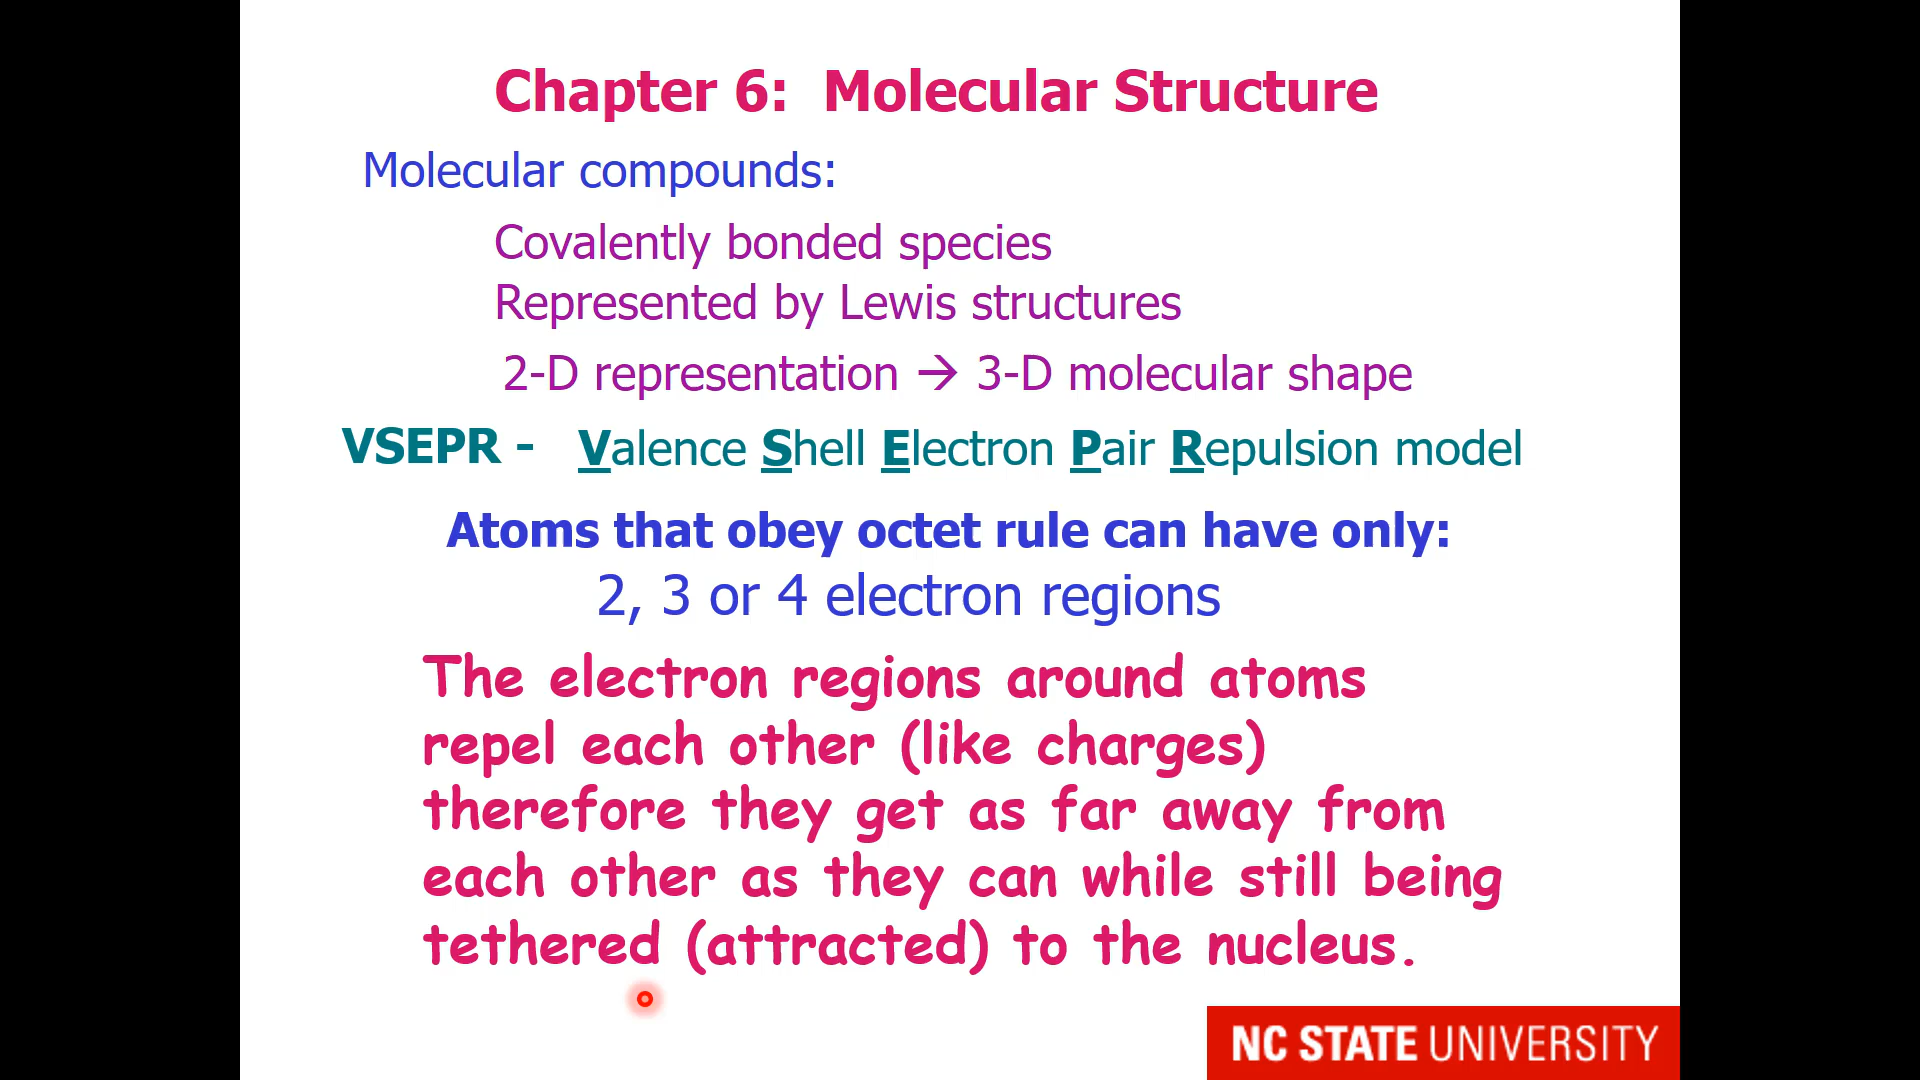 Chapter 6: Molecular Structure
Molecular compounds:
Covalently bonded species
Represented by Lewis structures
2-D representation → 3-D molecular shape
VSEPR - Valence Shell Electron Pair Repulsion model
Atoms that obey octet rule can have only:
2, 3 or 4 electron regions
The electron regions around atoms
repel each other (like charges)
therefore they get as far away from
each other as they can while still being
tethered (attracted) to the nucleus.
NC STATE UNIVERSITY